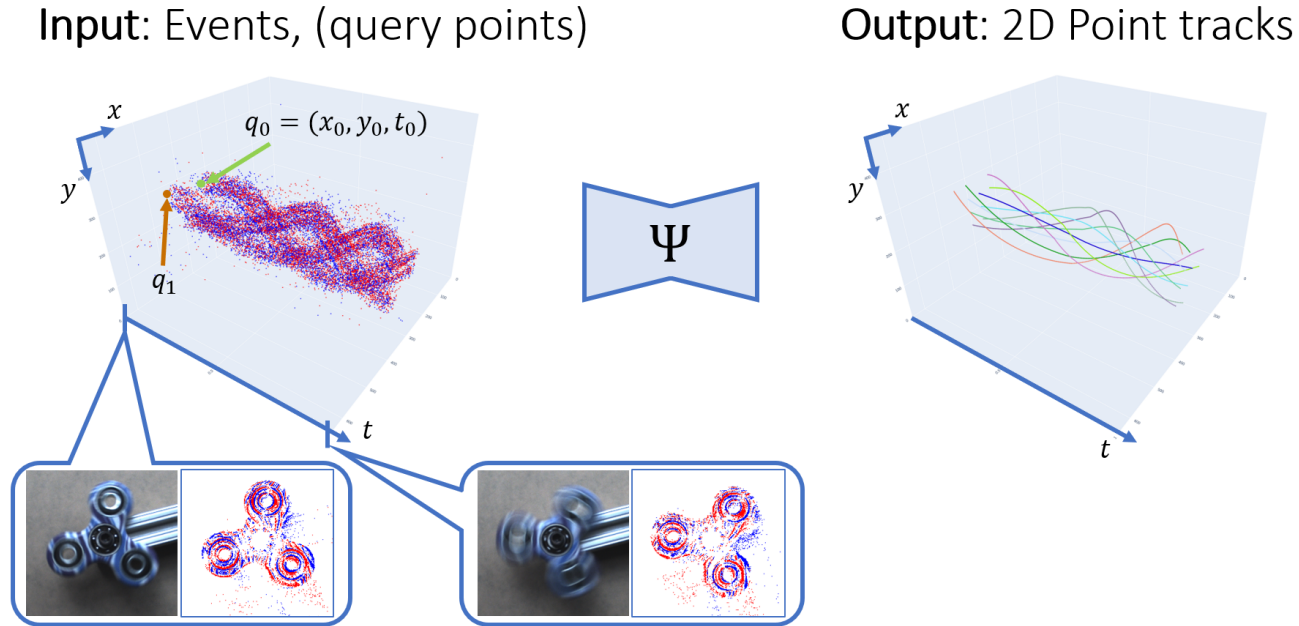 Input: Events, (query points)
Output: 2D Point tracks
x
q₀ = (x₀, y₀, t₀)
y
q₁
t
Ψ
x
y
t